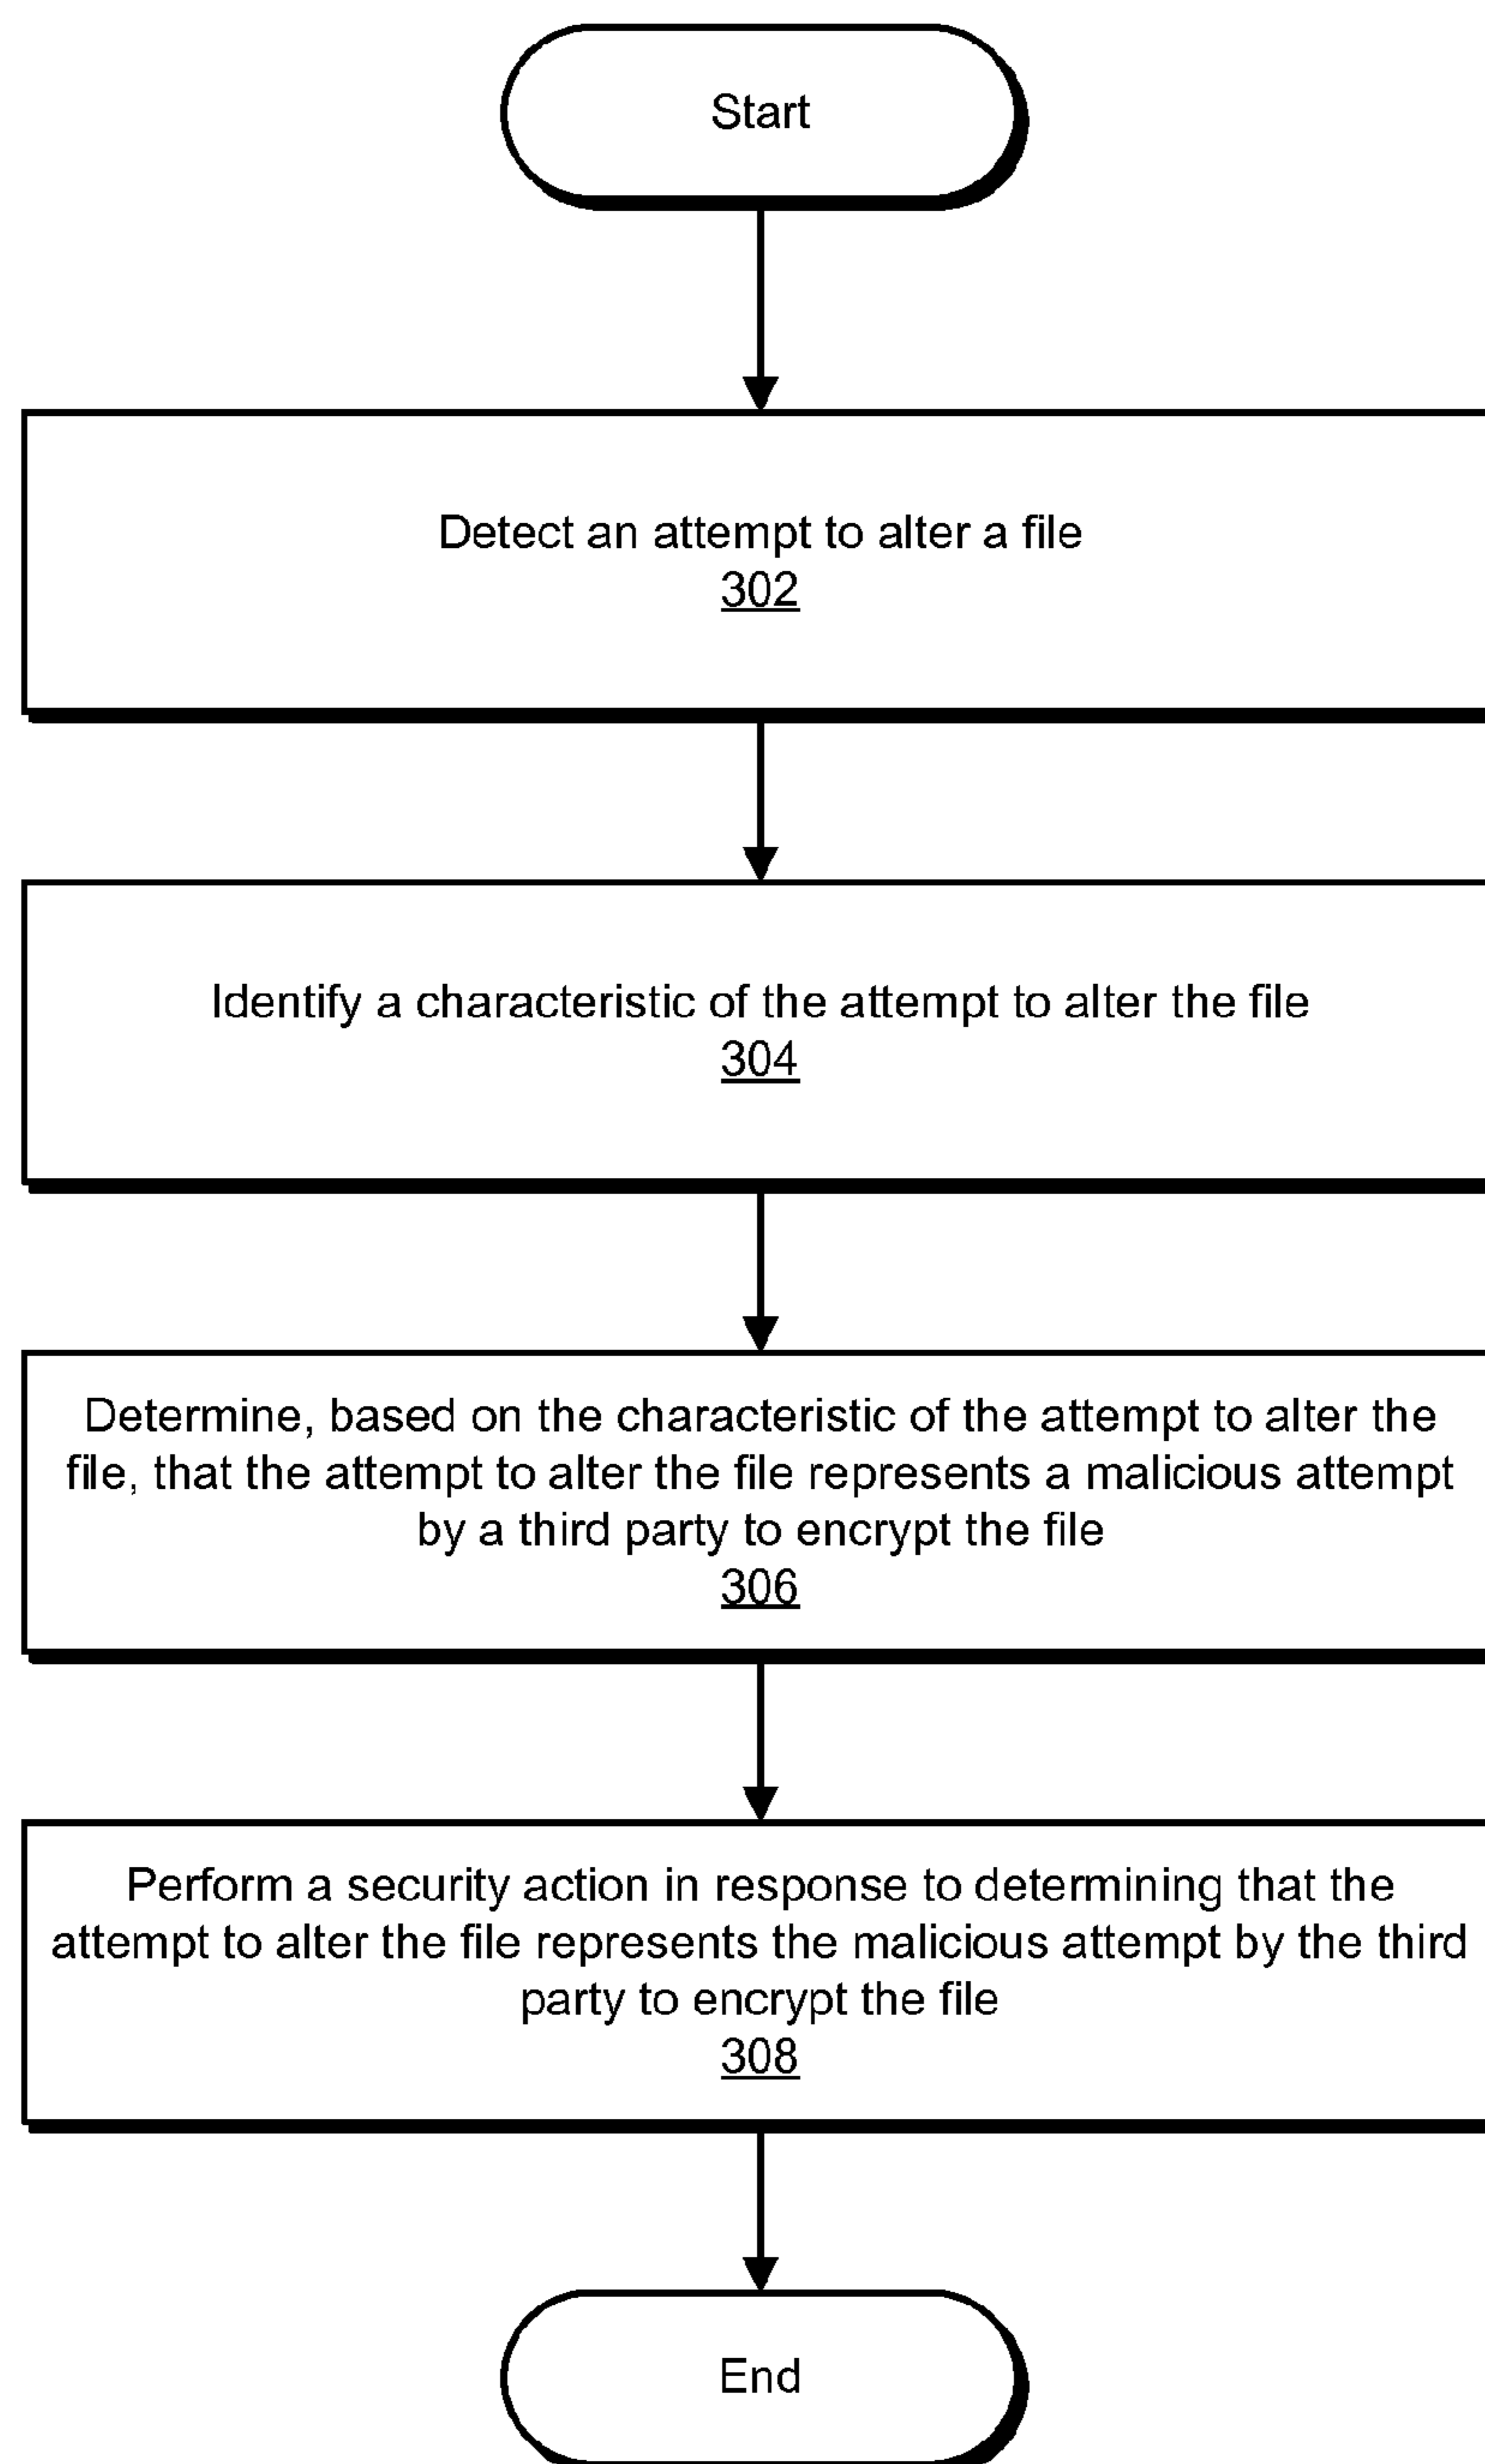 Start
Detect an attempt to alter a file
302
Identify a characteristic of the attempt to alter the file
304
Determine, based on the characteristic of the attempt to alter the
file, that the attempt to alter the file represents a malicious attempt
by a third party to encrypt the file
306
Perform a security action in response to determining that the
attempt to alter the file represents the malicious attempt by the third
party to encrypt the file
308
End